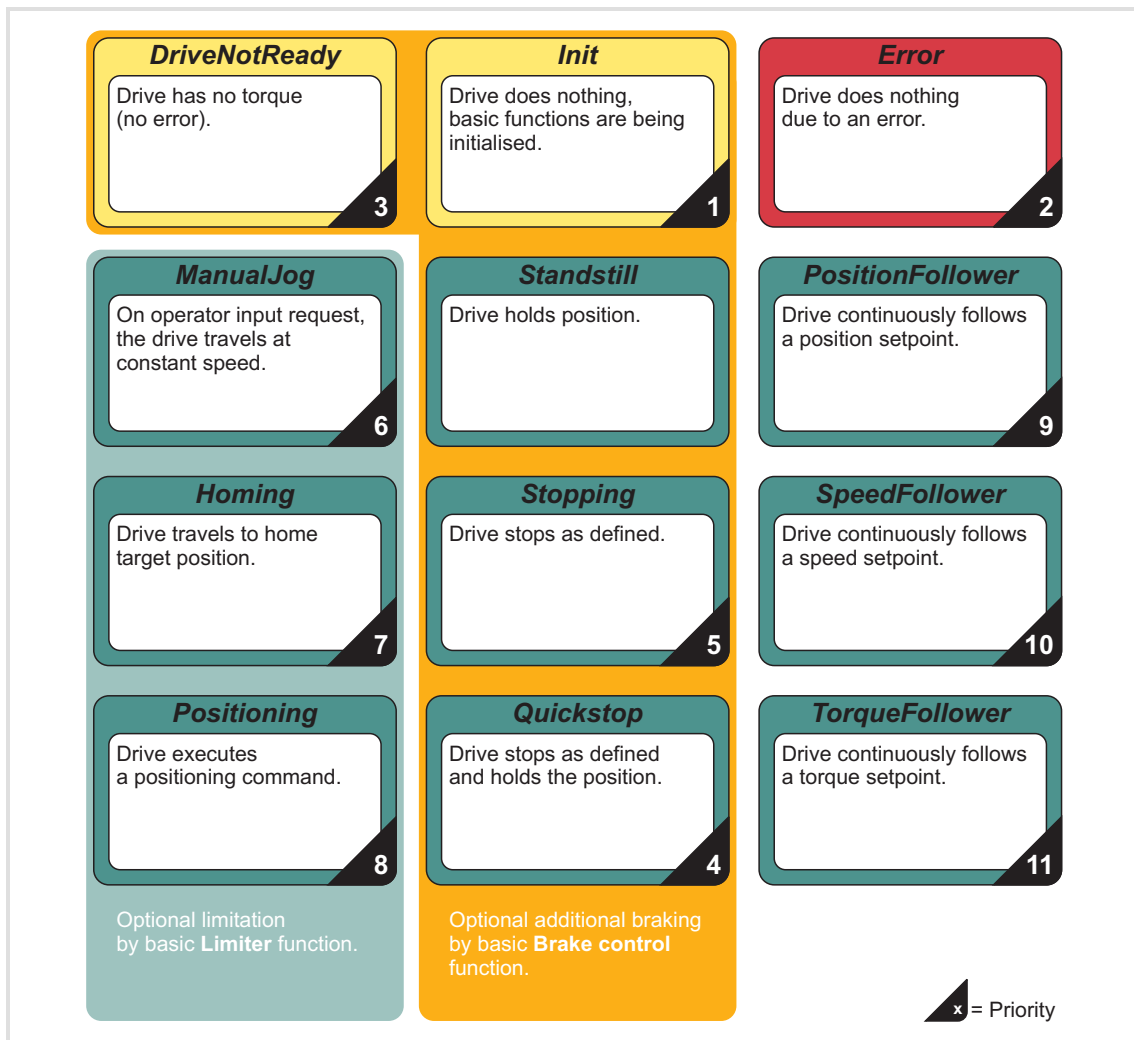 DriveNotReady
Drive has no torque
(no error).
3
Init
Drive does nothing,
basic functions are being
initialised.
1
Error
Drive does nothing
due to an error.
2
ManualJog
On operator input request,
the drive travels at
constant speed.
6
Standstill
Drive holds position.
PositionFollower
Drive continuously follows
a position setpoint.
9
Homing
Drive travels to home
target position.
7
Stopping
Drive stops as defined.
5
SpeedFollower
Drive continuously follows
a speed setpoint.
10
Positioning
Drive executes
a positioning command.
8
Quickstop
Drive stops as defined
and holds the position.
4
TorqueFollower
Drive continuously follows
a torque setpoint.
11
Optional limitation
by basic Limiter function.
Optional additional braking
by basic Brake control
function.
x = Priority